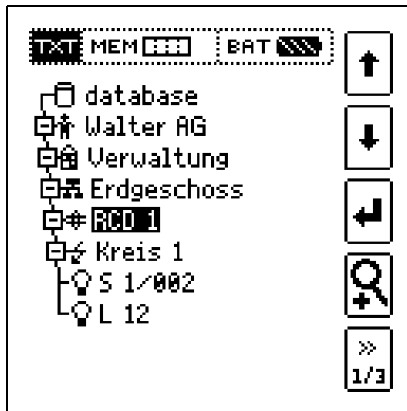 TXT MEM BAT
database
Walter AG
Verwaltung
Erdgeschoss
RCD 1
Kreis 1
S 1/002
L 12
>>
1/3